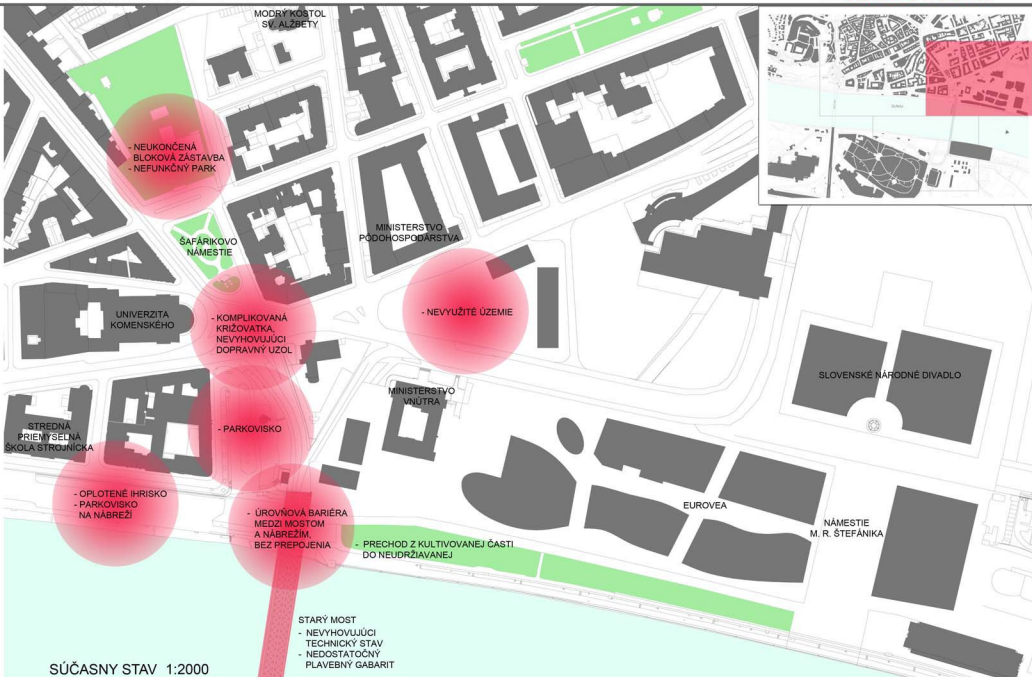 MODRÝ KOSTOL
SV. ALŽBETY
- NEUKONČENÁ
BLOKOVÁ ZÁSTAVBA
- NEFUNKČNÝ PARK
ŠAFÁRIKOVO
NÁMESTIE
MINISTERSTVO
PÔDOHOSPODÁRSTVA
UNIVERZITA
KOMENSKÉHO
- KOMPLIKOVANÁ
KRIŽOVATKA,
NEVYHOVUJÚCI
DOPRAVNÝ UZOL
- NEVYUŽITÉ ÚZEMIE
SLOVENSKÉ NÁRODNÉ DIVADLO
MINISTERSTVO
VNÚTRA
STREDNÁ
PRIEMYSELNÁ
ŠKOLA STROJNÍCKA
- PARKOVISKO
- OPLOTENÉ IHRISKO
- PARKOVISKO
NA NÁBREŽÍ
- ÚROVŇOVÁ BARIÉRA
MEDZI MOSTOM
A NÁBREŽÍM,
BEZ PREPOJENIA
- PRECHOD Z KULTIVOVANEJ ČASTI
DO NEUDRŽIAVANEJ
EUROVEA
NÁMESTIE
M. R. ŠTEFÁNIKA
STARÝ MOST
- NEVYHOVUJÚCI
TECHNICKÝ STAV
- NEDOSTATOČNÝ
PLAVEBNÝ GABARIT
SÚČASNY STAV 1:2000